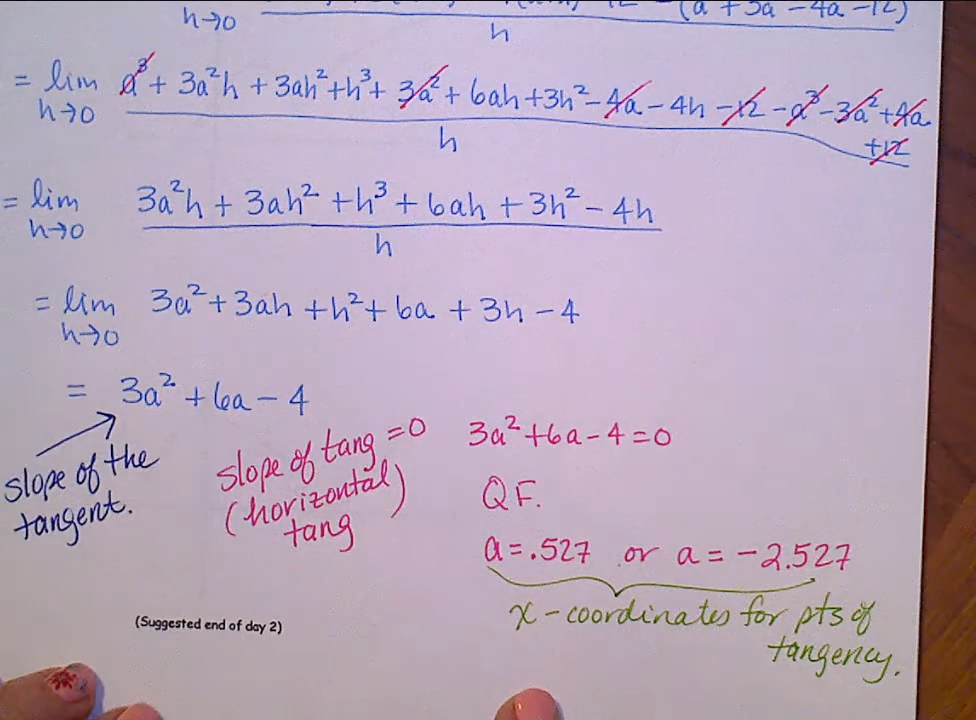 h→0 (a + 3a - 4a - 12)
h
= lim a³ + 3a²h + 3ah² + h³ + 3a² + 6ah + 3h² - 4a - 4h - 12 - a³ - 3a² + 4a
h→0 h +12
= lim 3a²h + 3ah² + h³ + 6ah + 3h² - 4h
h→0 h
= lim 3a² + 3ah + h² + 6a + 3h - 4
h→0
= 3a² + 6a - 4
slope of the
tangent.
slope of tang = 0
(horizontal)
tang
3a² + 6a - 4 = 0
QF.
a = .527 or a = -2.527
x - coordinates for pts of
tangency.
(Suggested end of day 2)